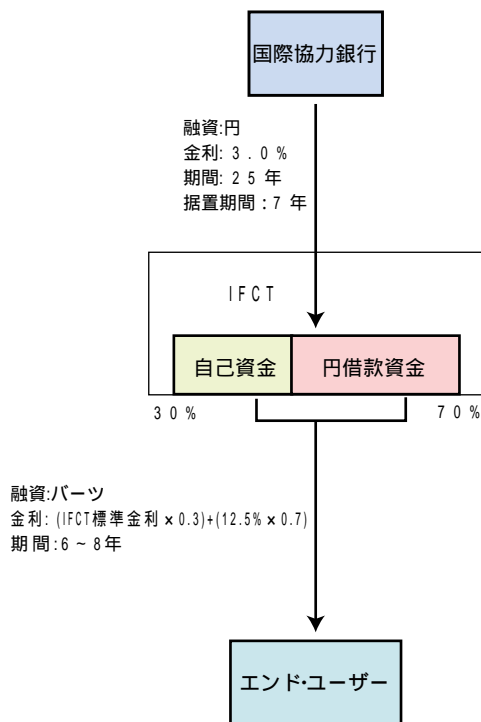 国際協力銀行
融資:円
金利: 3.0%
期間: 25年
据置期間:7年
IFCT
自己資金
円借款資金
30%
70%
融資:バーツ
金利: (IFCT標準金利×0.3)+(12.5%×0.7)
期間:6~8年
エンド・ユーザー